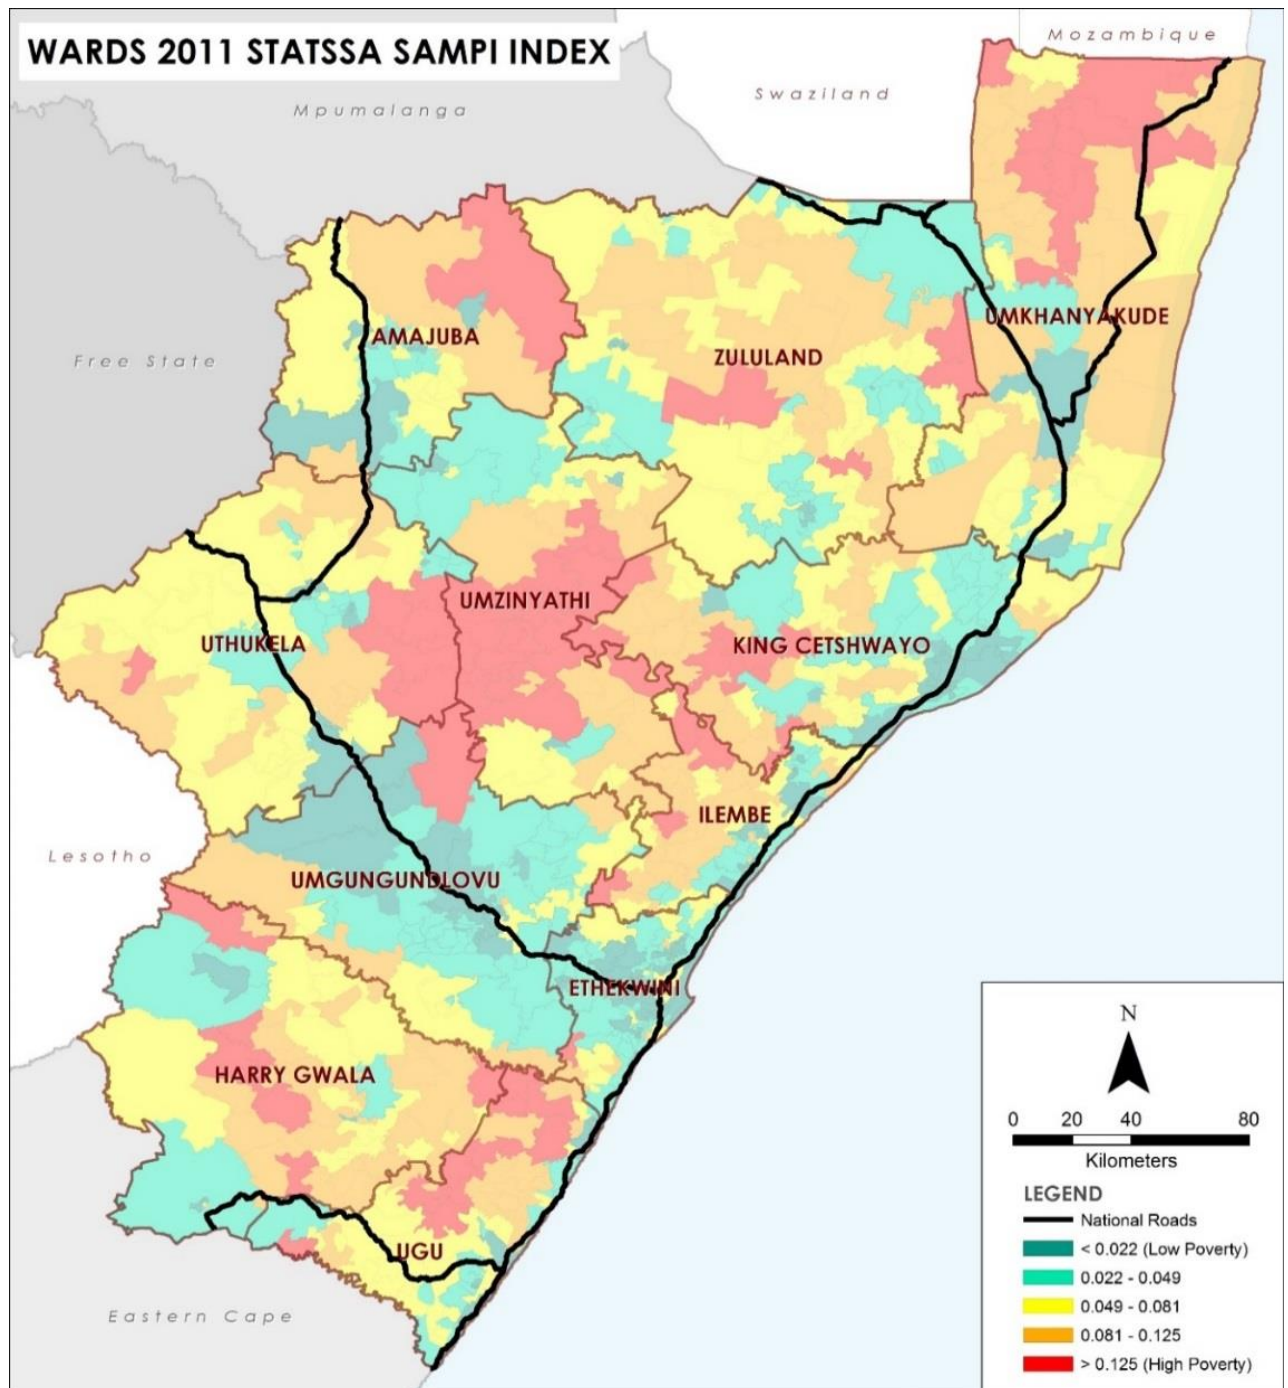 WARDS 2011 STATSSA SAMPI INDEX
Mozambique
Swaziland
Mpumalanga
UMKHANYAKUDE
AMAJUBA
ZULULAND
Free State
UMZINYATHI
UTHUKELA
KING CETSHWAYO
ILEMBE
Lesotho
UMGUNGUNDLOVU
ETHEKWINI
HARRY GWALA
UGU
Eastern Cape
N
0 20 40 80
Kilometers
LEGEND
National Roads
< 0.022 (Low Poverty)
0.022 - 0.049
0.049 - 0.081
0.081 - 0.125
> 0.125 (High Poverty)